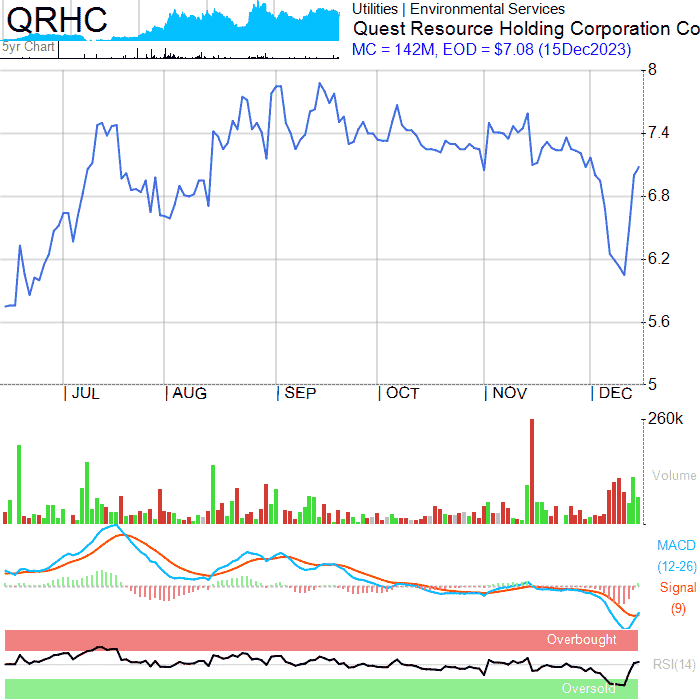 QRHC
5yr Chart
Utilities | Environmental Services
Quest Resource Holding Corporation Co
MC = 142M, EOD = $7.08 (15Dec2023)
8
7.4
6.8
6.2
5.6
5
JUL
AUG
SEP
OCT
NOV
DEC
260k
Volume
MACD
(12-26)
Signal
(9)
Overbought
RSI(14)
Oversold